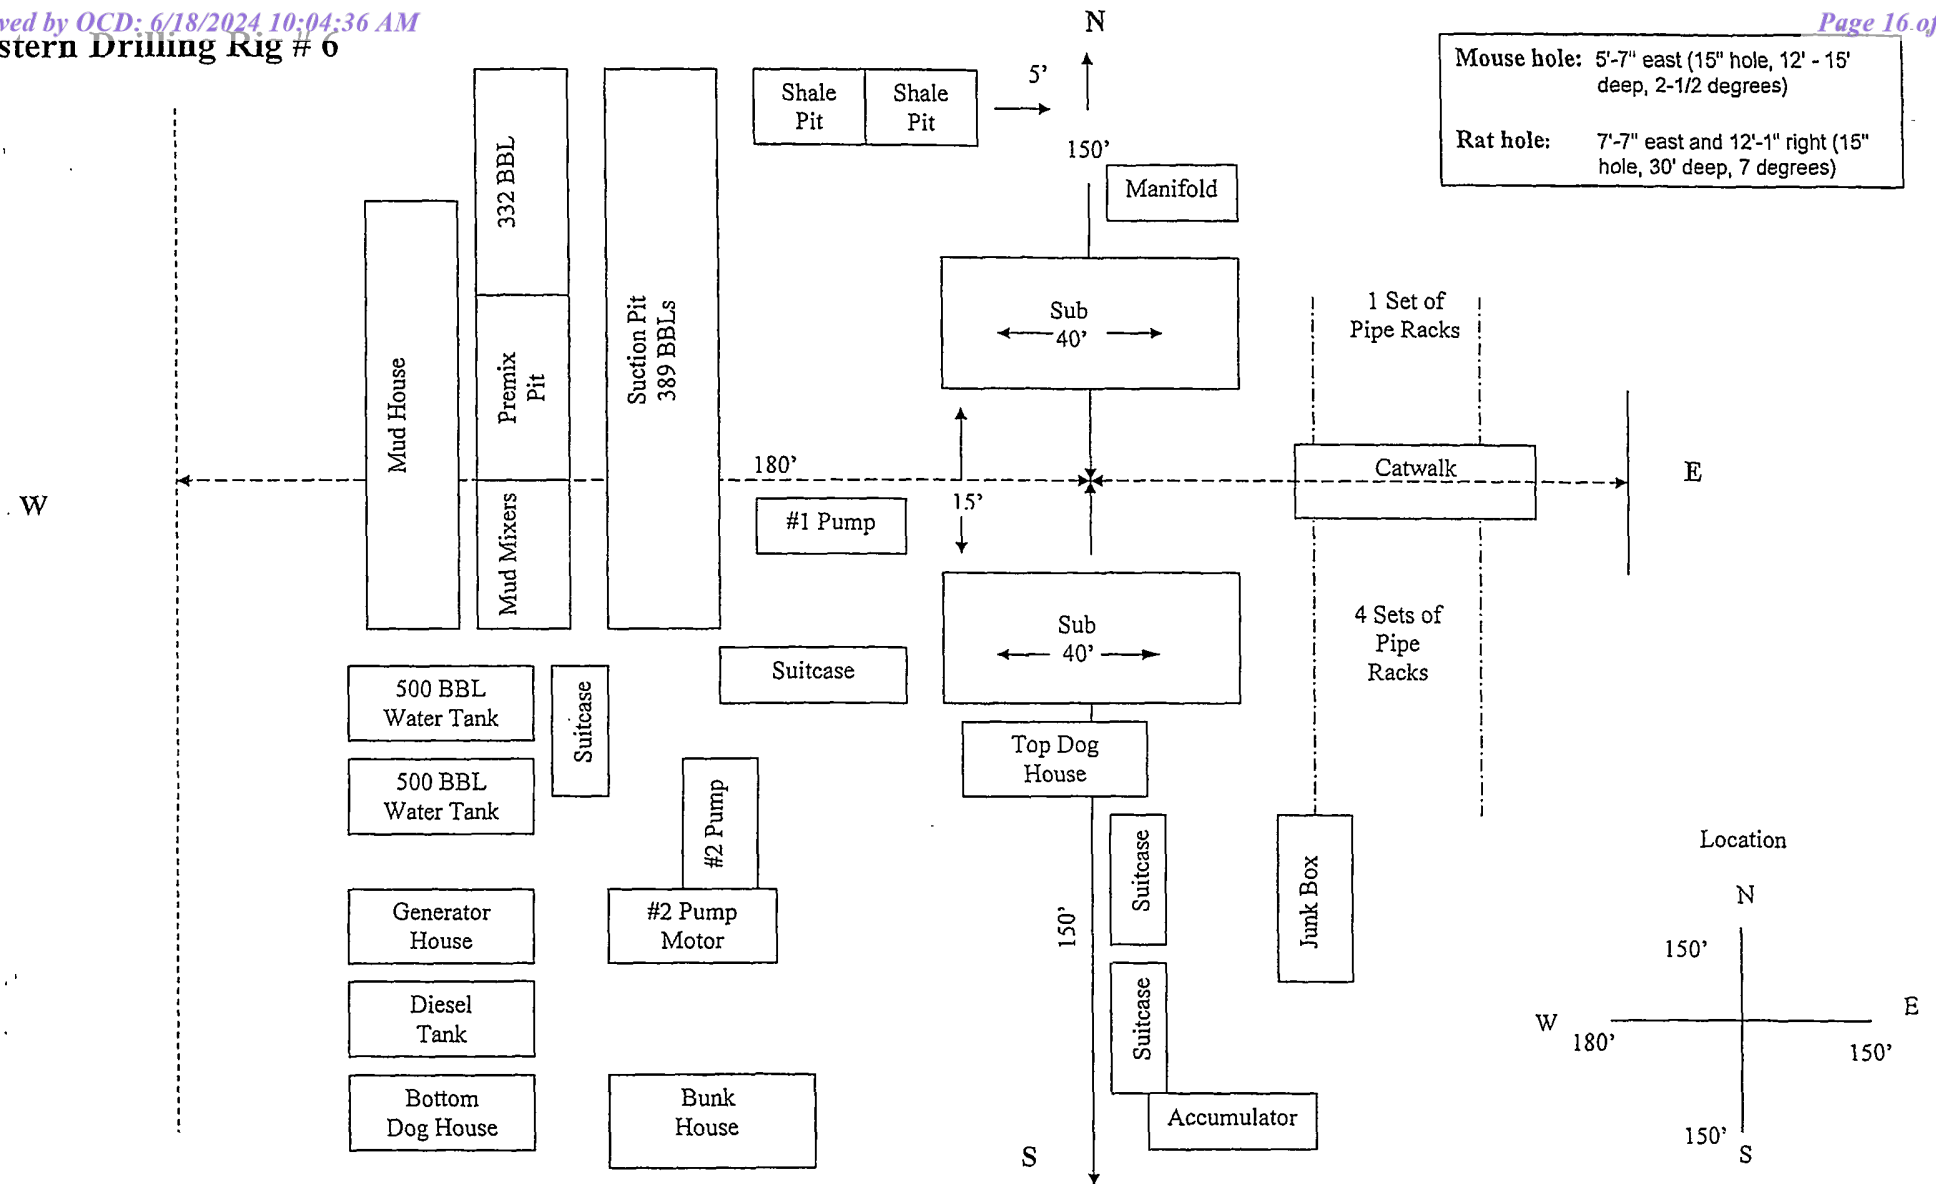 ved by OCD: 6/18/2024 10:04:36 AM
Page 16 of
stern Drilling Rig # 6
N
5'
150'
Mouse hole: 5'-7" east (15" hole, 12' - 15'
deep, 2-1/2 degrees)
Rat hole: 7'-7" east and 12'-1" right (15"
hole, 30' deep, 7 degrees)
Shale
Pit
Shale
Pit
Manifold
332 BBL
Premix
Pit
Mud Mixers
Mud House
Suction Pit
389 BBLs
Sub
40'
1 Set of
Pipe Racks
W
180'
15'
Catwalk
E
#1 Pump
Sub
40'
4 Sets of
Pipe
Racks
Suitcase
500 BBL
Water Tank
Suitcase
500 BBL
Water Tank
#2 Pump
Top Dog
House
Generator
House
#2 Pump
Motor
150'
Suitcase
Junk Box
Diesel
Tank
Suitcase
Bottom
Dog House
Bunk
House
Accumulator
S
Location
N
150'
W
180'
E
150'
150'
S